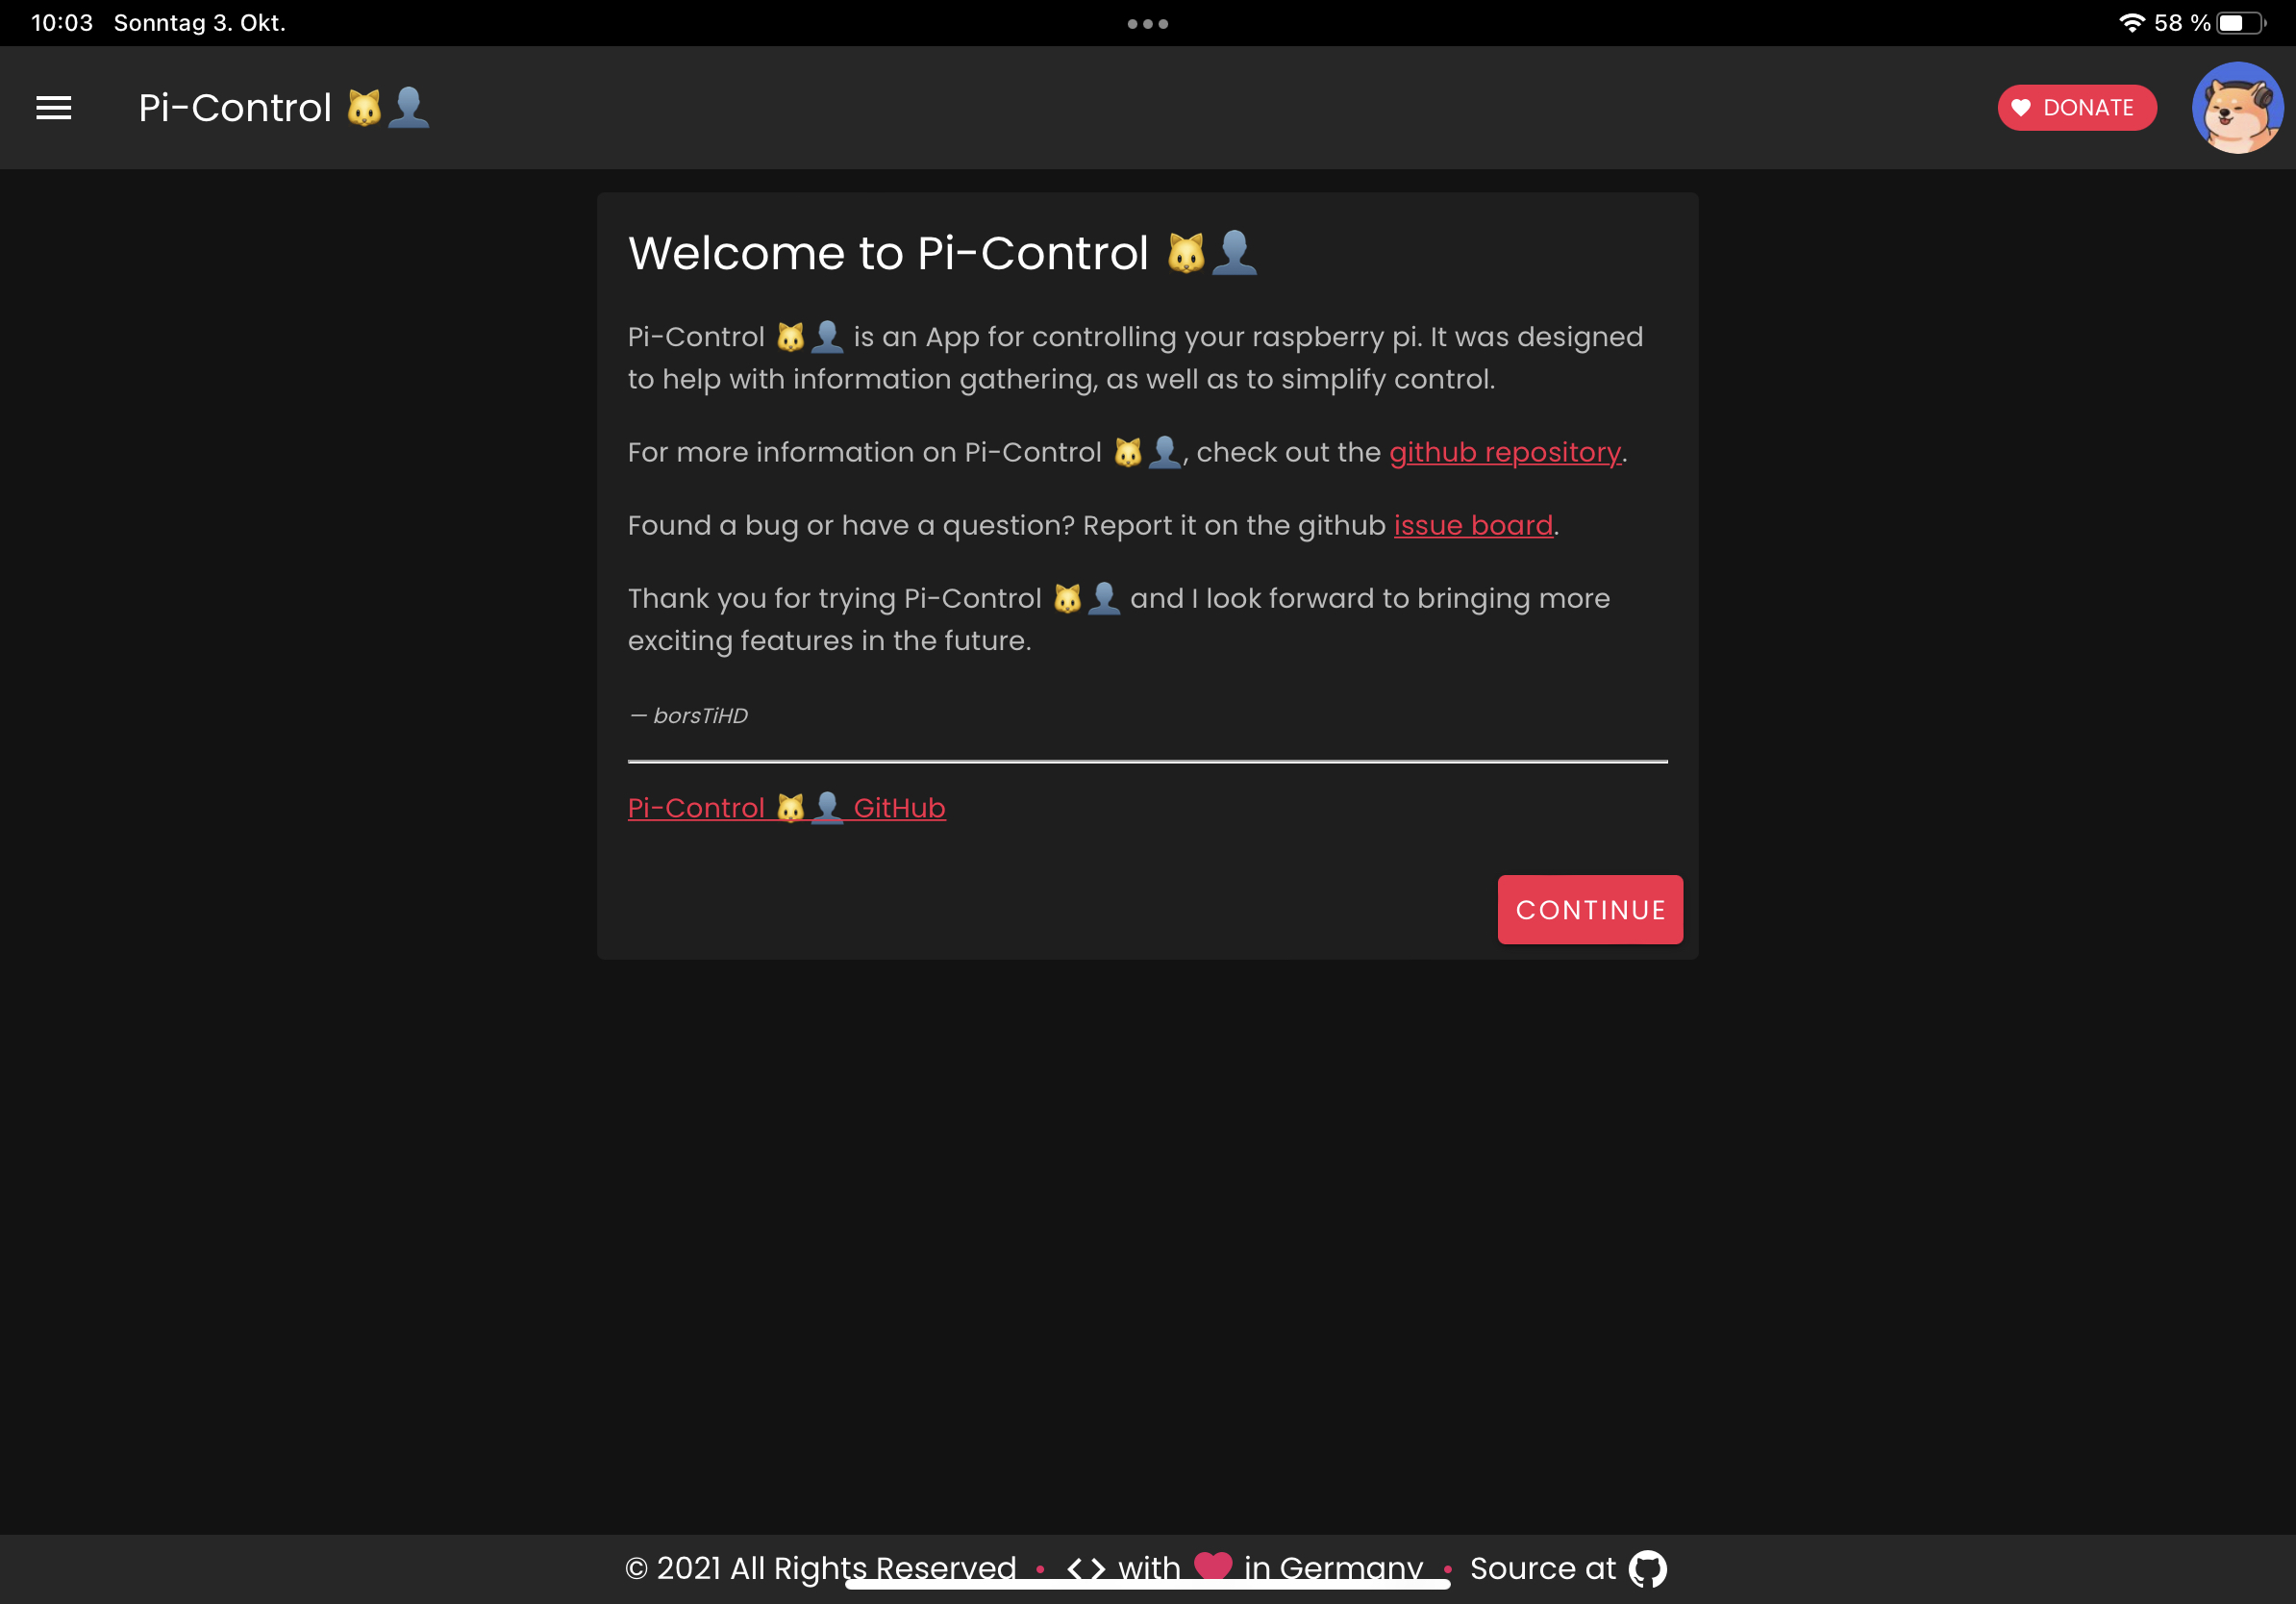 10:03 Sonntag 3. Okt.
58 %
Pi-Control 🐱👤
DONATE
Welcome to Pi-Control 🐱👤
Pi-Control 🐱👤 is an App for controlling your raspberry pi. It was designed
to help with information gathering, as well as to simplify control.
For more information on Pi-Control 🐱👤, check out the github repository.
Found a bug or have a question? Report it on the github issue board.
Thank you for trying Pi-Control 🐱👤 and I look forward to bringing more
exciting features in the future.
— borsTiHD
Pi-Control 🐱👤 GitHub
CONTINUE
© 2021 All Rights Reserved • <> with ❤ in Germany • Source at